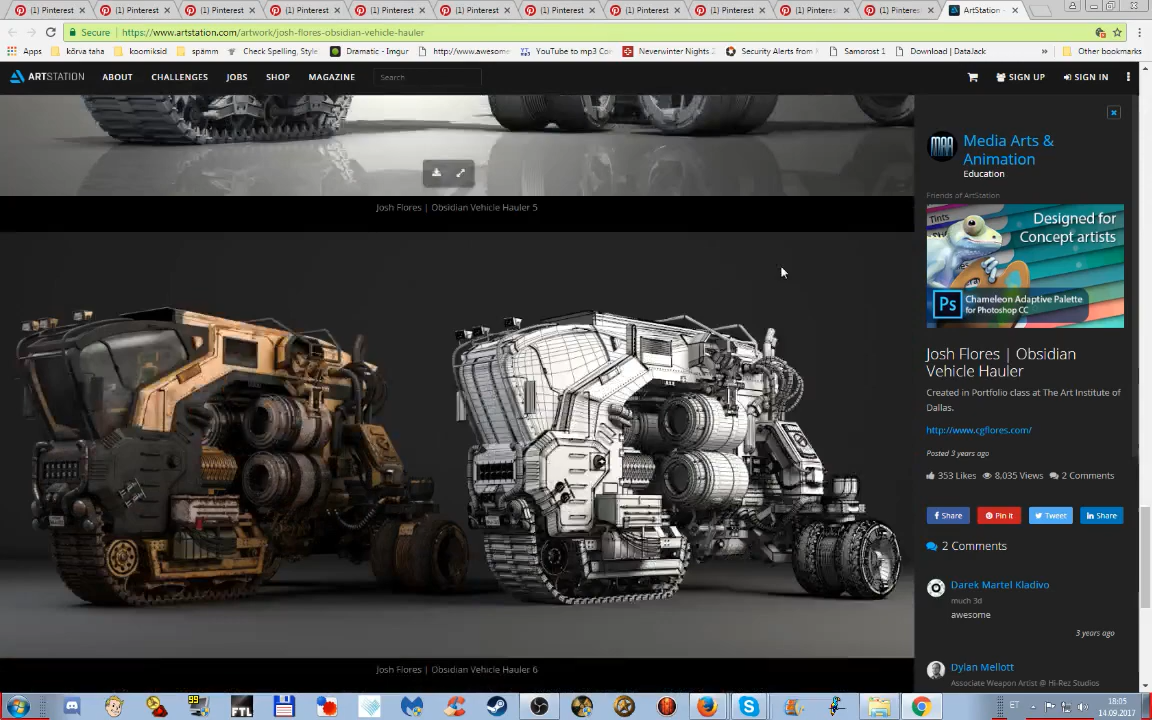 (1) Pinterest
(1) Pinterest
(1) Pinterest
(1) Pinterest
(1) Pinterest
(1) Pinterest
(1) Pinterest
(1) Pinterest
(1) Pinterest
(1) Pinterest
(1) Pinterest
ArtStation -
Secure
https://www.artstation.com/artwork/josh-flores-obsidian-vehicle-hauler
Apps
kõrva taha
koomiksid
spämm
Check Spelling, Style,
Dramatic - Imgur
http://www.awesome
YouTube to mp3 Con
Neverwinter Nights 2
Security Alerts from
Samorost 1
Download | DataJack
Other bookmarks
ARTSTATION
ABOUT
CHALLENGES
JOBS
SHOP
MAGAZINE
Search
SIGN UP
SIGN IN
Josh Flores | Obsidian Vehicle Hauler 5
Josh Flores | Obsidian Vehicle Hauler 6
MAA
Media Arts &
Animation
Education
Friends of ArtStation
Tints
Designed for
Concept artists
Ps
Chameleon Adaptive Palette
for Photoshop CC
Josh Flores | Obsidian
Vehicle Hauler
Created in Portfolio class at The Art Institute of
Dallas.
http://www.cgflores.com/
Posted 3 years ago
353 Likes
8,035 Views
2 Comments
Share
Pin It
Tweet
Share
2 Comments
Darek Martel Kladivo
much 3d
awesome
3 years ago
Dylan Mellott
Associate Weapon Artist @ Hi-Rez Studios
99
FTL
ET
18:05
14.09.2017